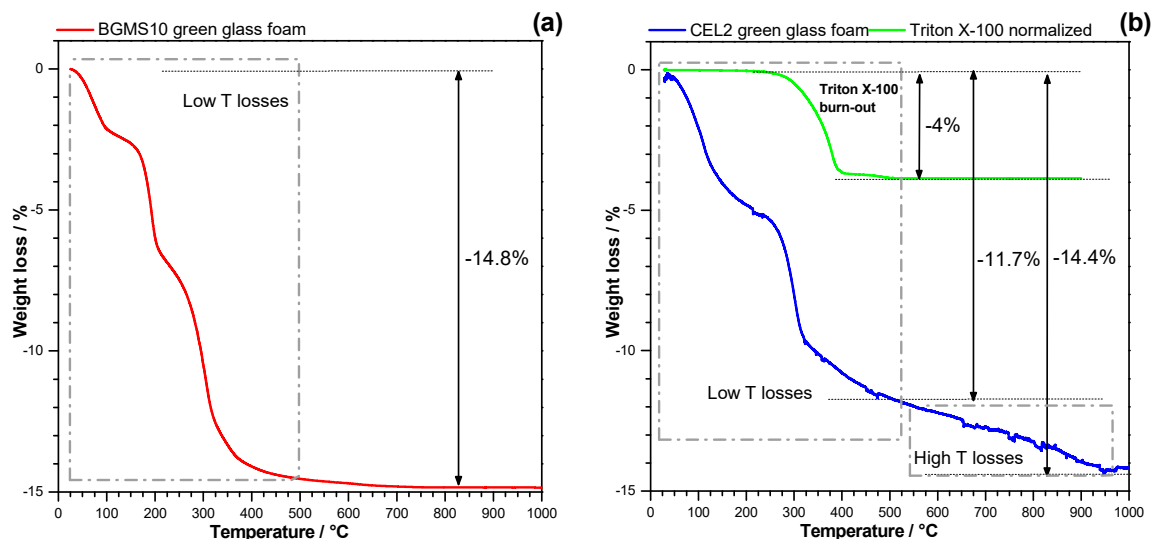 BGMS10 green glass foam
(a)
0
-5
-10
-15
Weight loss / %
Low T losses
-14.8%
0 100 200 300 400 500 600 700 800 900 1000
Temperature / °C
CEL2 green glass foam Triton X-100 normalized
(b)
0
-5
-10
-15
Weight loss / %
Triton X-100
burn-out
-4%
-11.7%
-14.4%
Low T losses
High T losses
0 100 200 300 400 500 600 700 800 900 1000
Temperature / °C